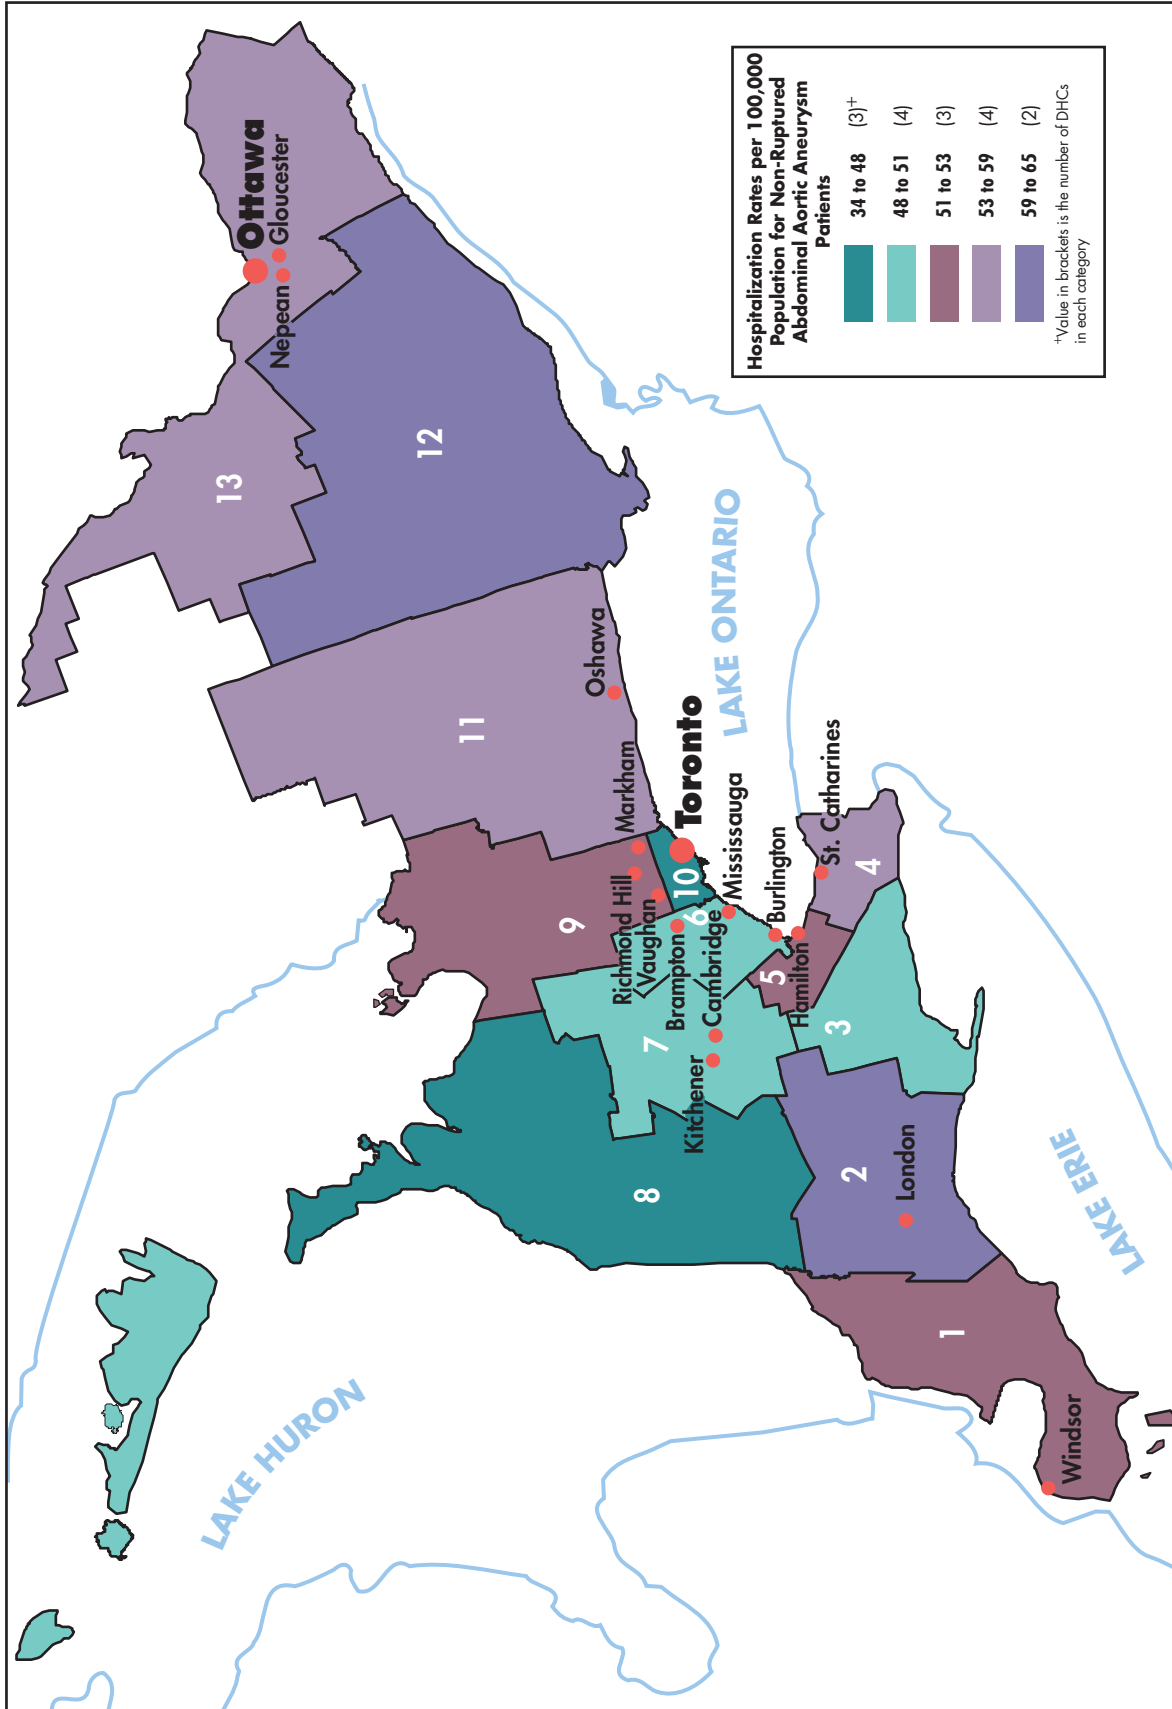 Ottawa
Gloucester
Nepean
13
12
11
Oshawa
LAKE ONTARIO
Markham
Toronto
9
Richmond Hill
Vaughan
10
Mississauga
6
Brampton
Cambridge
Burlington
St. Catharines
4
5
Hamilton
7
Kitchener
3
8
2
London
LAKE ERIE
1
Windsor
LAKE HURON
Hospitalization Rates per 100,000
Population for Non-Ruptured
Abdominal Aortic Aneurysm
Patients
34 to 48 (3)+
48 to 51 (4)
51 to 53 (3)
53 to 59 (4)
59 to 65 (2)
+Value in brackets is the number of DHCs
in each category